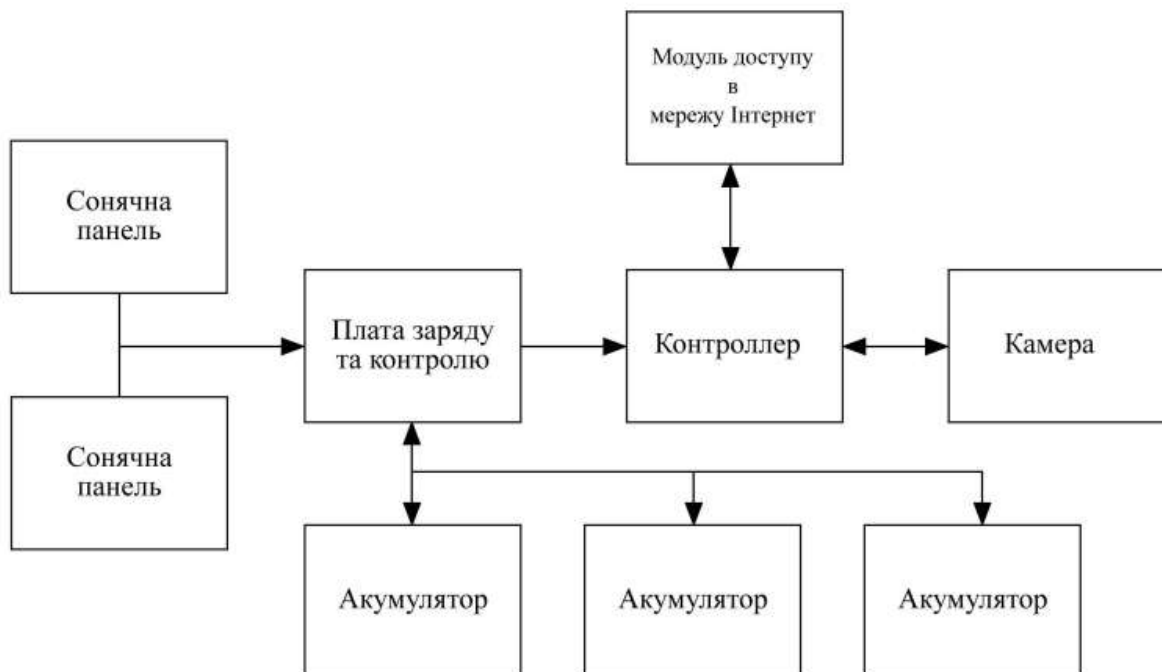 Модуль доступу
в
мережу Інтернет
Сонячна
панель
Плата заряду
та контролю
Контроллер
Камера
Сонячна
панель
Акумулятор
Акумулятор
Акумулятор